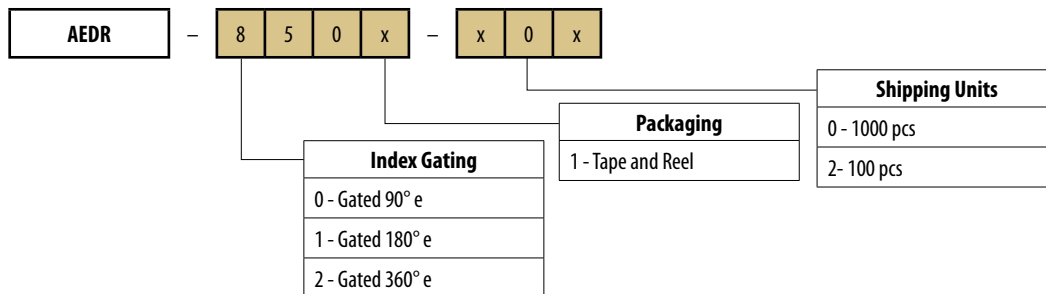 AEDR – 8 5 0 x – x 0 x
Shipping Units
0 - 1000 pcs
2- 100 pcs
Packaging
1 - Tape and Reel
Index Gating
0 - Gated 90° e
1 - Gated 180° e
2 - Gated 360° e